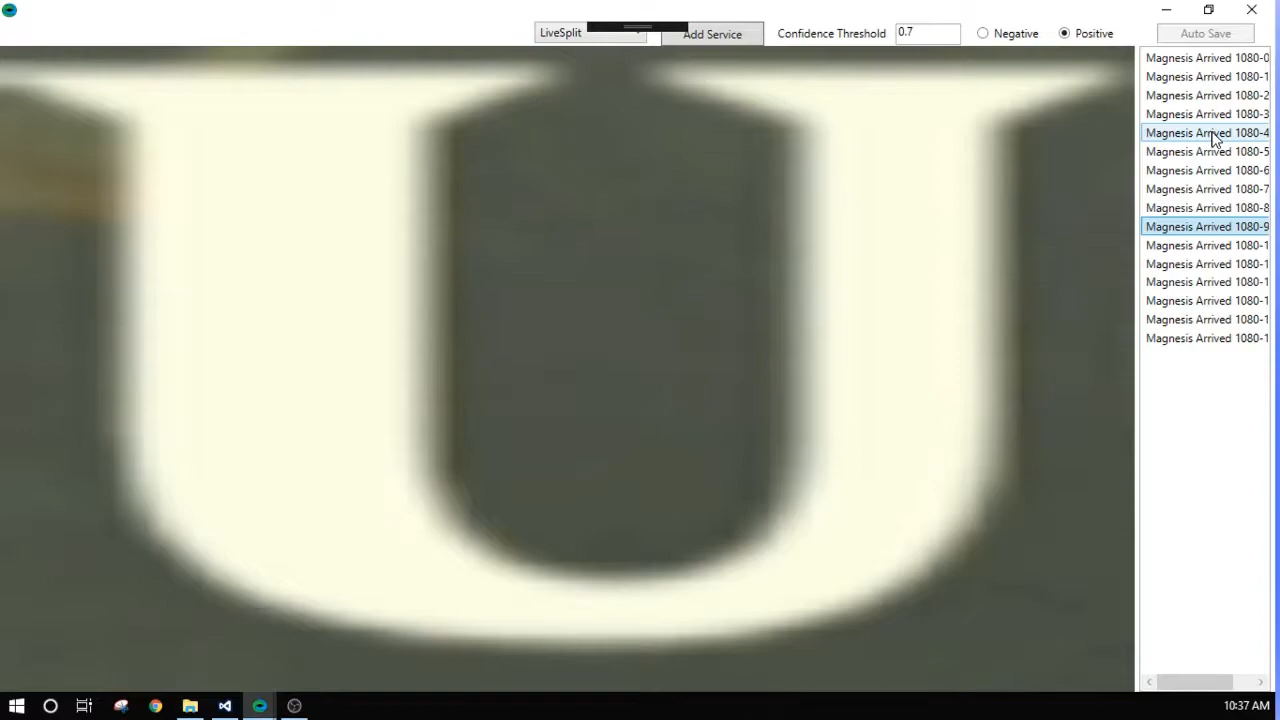 LiveSplit
Add Service
Confidence Threshold
0.7
Negative
Positive
Auto Save
Magnesis Arrived 1080-0
Magnesis Arrived 1080-1
Magnesis Arrived 1080-2
Magnesis Arrived 1080-3
Magnesis Arrived 1080-4
Magnesis Arrived 1080-5
Magnesis Arrived 1080-6
Magnesis Arrived 1080-7
Magnesis Arrived 1080-8
Magnesis Arrived 1080-9
Magnesis Arrived 1080-1
Magnesis Arrived 1080-1
Magnesis Arrived 1080-1
Magnesis Arrived 1080-1
Magnesis Arrived 1080-1
Magnesis Arrived 1080-1
U
10:37 AM